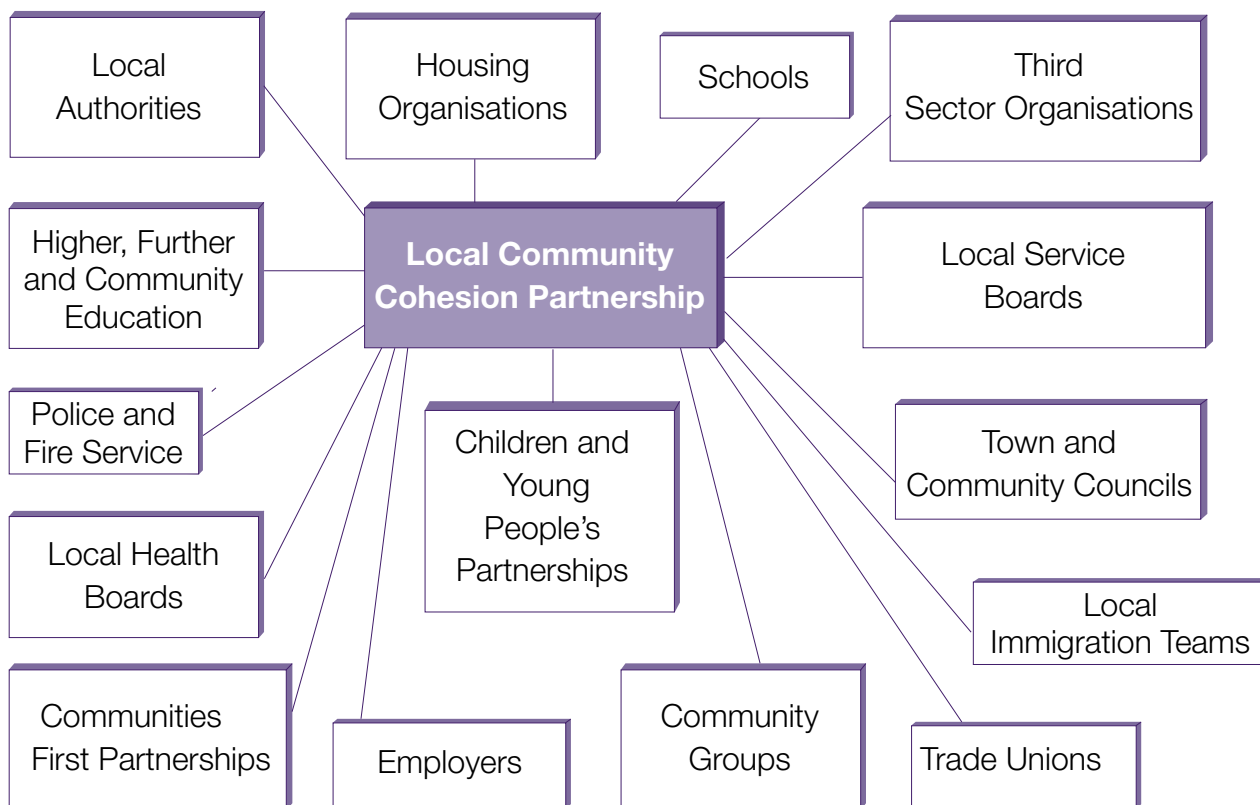 Local
Authorities
Housing
Organisations
Schools
Third
Sector Organisations
Higher, Further
and Community
Education
Local Community
Cohesion Partnership
Local Service
Boards
Police and
Fire Service
Children and
Young
People’s
Partnerships
Town and
Community Councils
Local Health
Boards
Local
Immigration Teams
Communities
First Partnerships
Employers
Community
Groups
Trade Unions